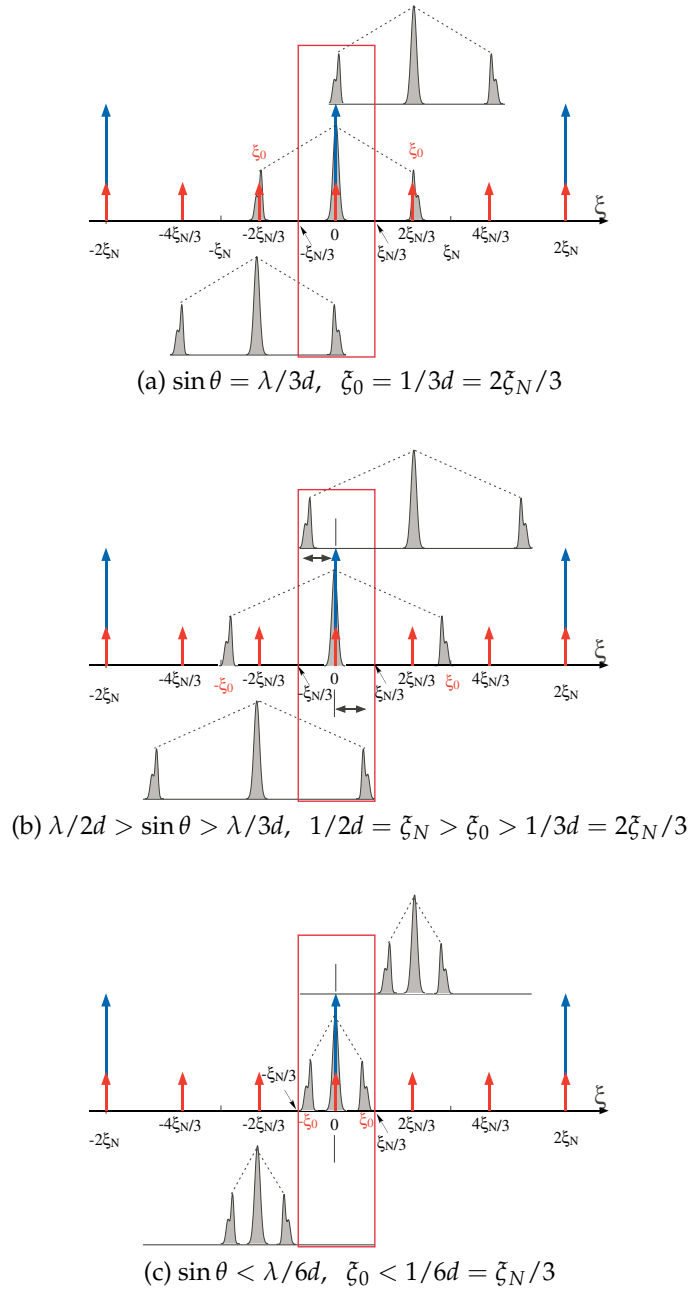 ξ₀ ξ₀
ξ
-2ξN -4ξN/3 -ξN -2ξN/3 -ξN/3 0 ξN/3 2ξN/3 ξN 4ξN/3 2ξN
(a) sin θ = λ/3d, ξ₀ = 1/3d = 2ξN/3
ξ
-2ξN -4ξN/3 -ξ₀ -2ξN/3 -ξN/3 0 ξN/3 2ξN/3 ξ₀ 4ξN/3 2ξN
(b) λ/2d > sin θ > λ/3d, 1/2d = ξN > ξ₀ > 1/3d = 2ξN/3
-ξN/3
ξ
-2ξN -4ξN/3 -2ξN/3 -ξ₀ 0 ξ₀ ξN/3 2ξN/3 4ξN/3 2ξN
(c) sin θ < λ/6d, ξ₀ < 1/6d = ξN/3